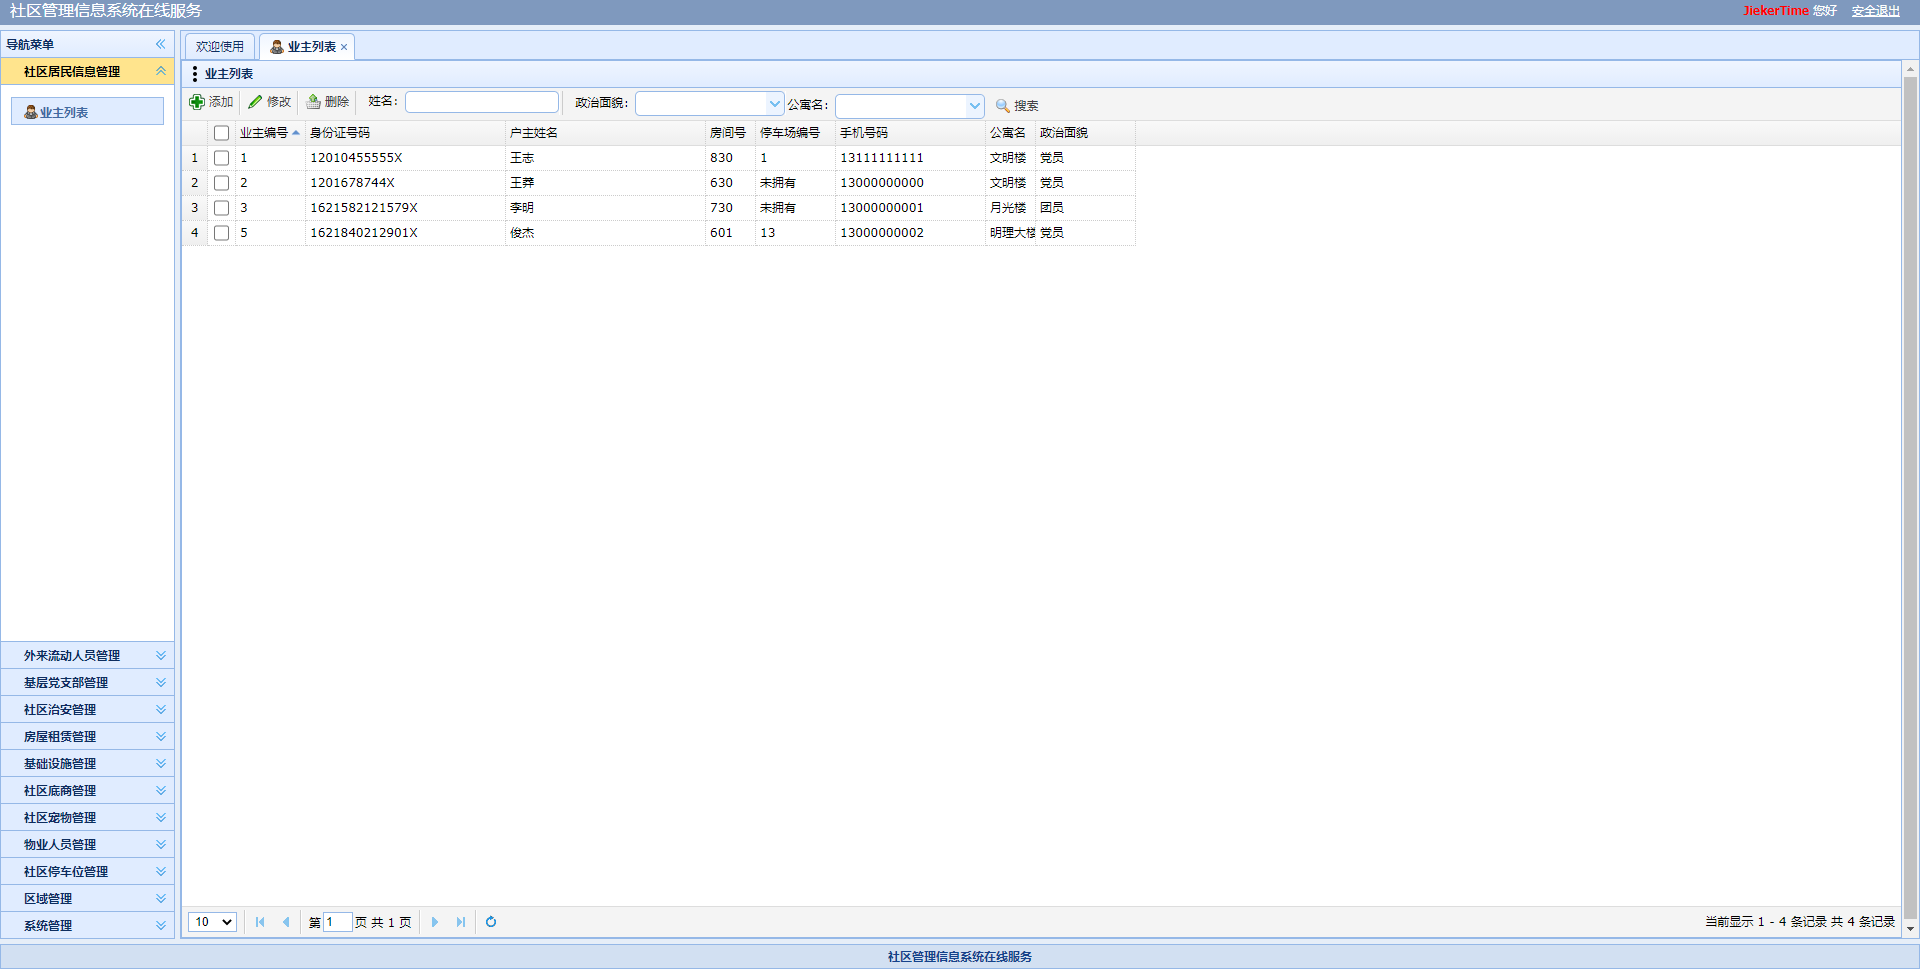 社区管理信息系统在线服务
JiekerTime 您好 安全退出
导航菜单
社区居民信息管理
业主列表
外来流动人员管理
基层党支部管理
社区治安管理
房屋租赁管理
基础设施管理
社区底商管理
社区宠物管理
物业人员管理
社区停车位管理
区域管理
系统管理
欢迎使用 业主列表 ×
业主列表
添加 修改 删除 姓名: 政治面貌: 公寓名: 搜索
业主编号 身份证号码 户主姓名 房间号 停车场编号 手机号码 公寓名 政治面貌
1 1 12010455555X 王志 830 1 13111111111 文明楼 党员
2 2 1201678744X 王莽 630 未拥有 13000000000 文明楼 党员
3 3 1621582121579X 李明 730 未拥有 13000000001 月光楼 团员
4 5 1621840212901X 俊杰 601 13 13000000002 明理大楼 党员
10 第 1 页 共 1 页 当前显示 1 - 4 条记录 共 4 条记录
社区管理信息系统在线服务